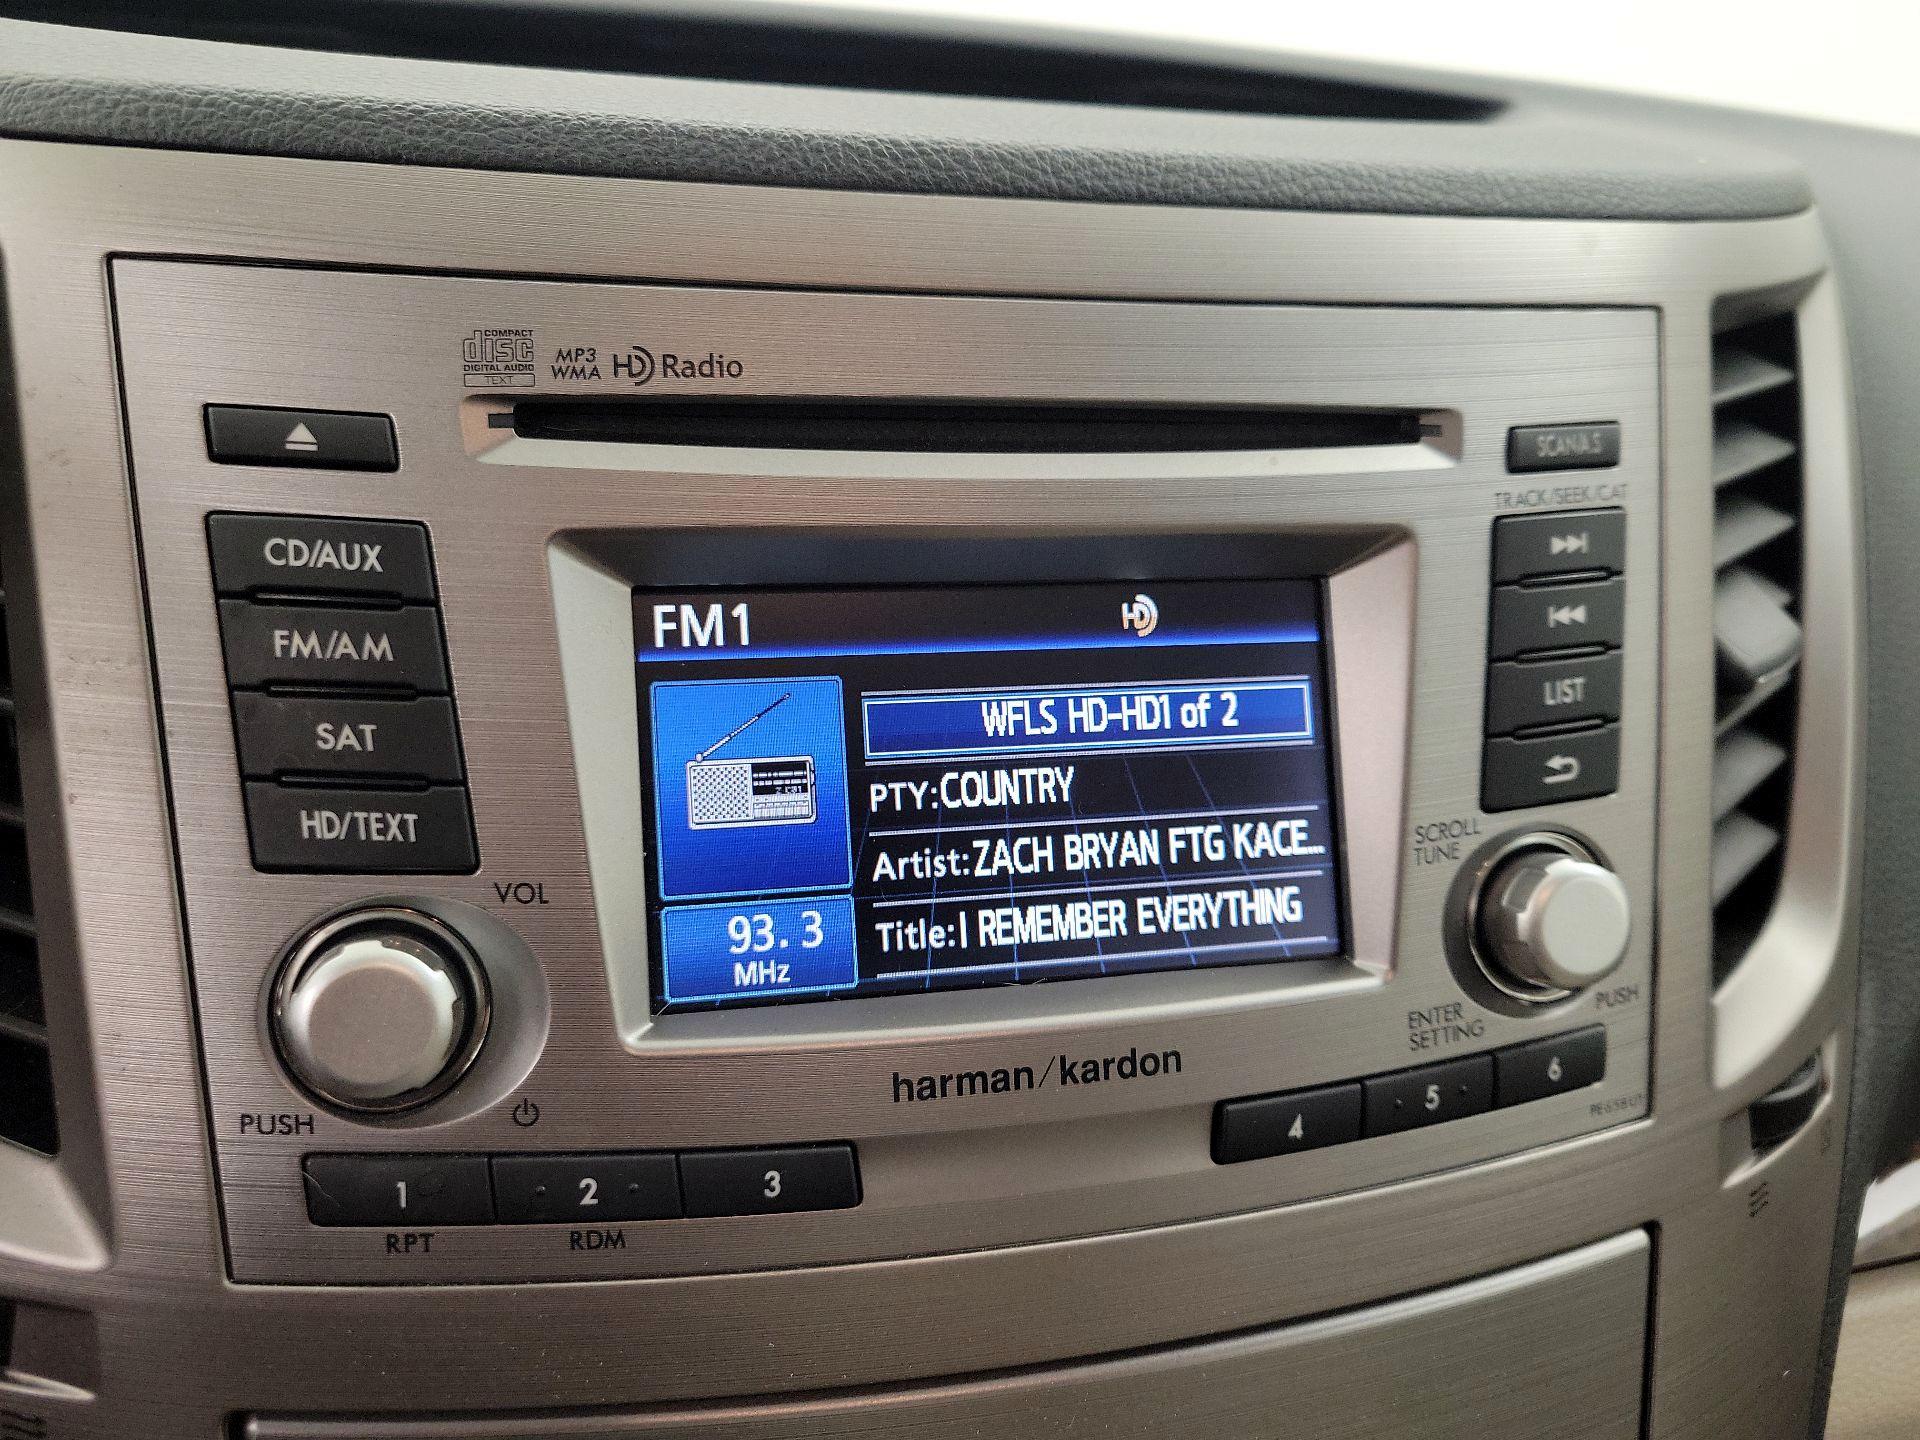 COMPACT
disc
DIGITAL AUDIO
TEXT
MP3
WMA
HD Radio
SCAN/A.S
TRACK/SEEK/CAT
CD/AUX
FM/AM
SAT
HD/TEXT
LIST
FM1
HD
WFLS HD-HD1 of 2
PTY:COUNTRY
Artist:ZACH BRYAN FTG KACE...
Title:I REMEMBER EVERYTHING
93.3
MHz
VOL
PUSH
SCROLL
TUNE
PUSH
ENTER
SETTING
harman/kardon
1
2
3
4
5
6
RPT
RDM